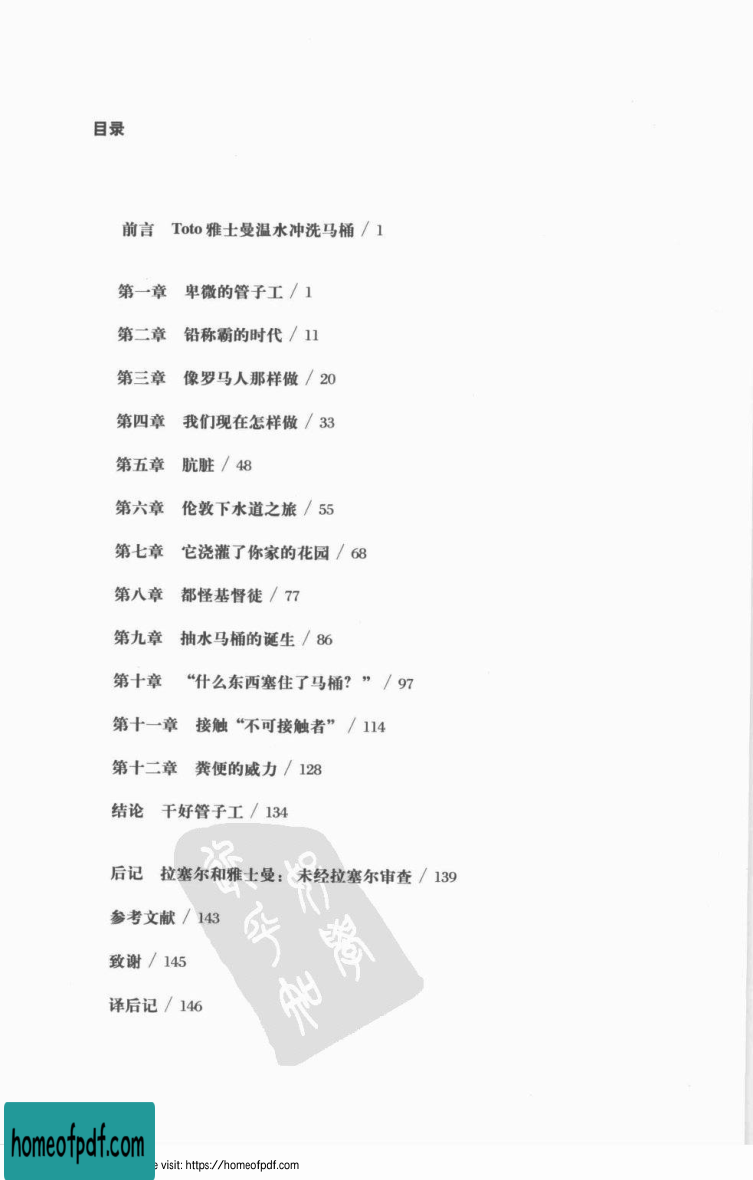 目录
前言 Toto雅士曼温水冲洗马桶 / 1
第一章 卑微的管子工 / 1
第二章 铅称霸的时代 / 11
第三章 像罗马人那样做 / 20
第四章 我们现在怎样做 / 33
第五章 肮脏 / 48
第六章 伦敦下水道之旅 / 55
第七章 它浇灌了你家的花园 / 68
第八章 都怪基督徒 / 77
第九章 抽水马桶的诞生 / 86
第十章 “什么东西塞住了马桶？” / 97
第十一章 接触“不可接触者” / 114
第十二章 粪便的威力 / 128
结论 干好管子工 / 134
后记 拉塞尔和雅士曼：未经拉塞尔审查 / 139
参考文献 / 143
致谢 / 145
译后记 / 146
homeofpdf.com
e visit: https://homeofpdf.com